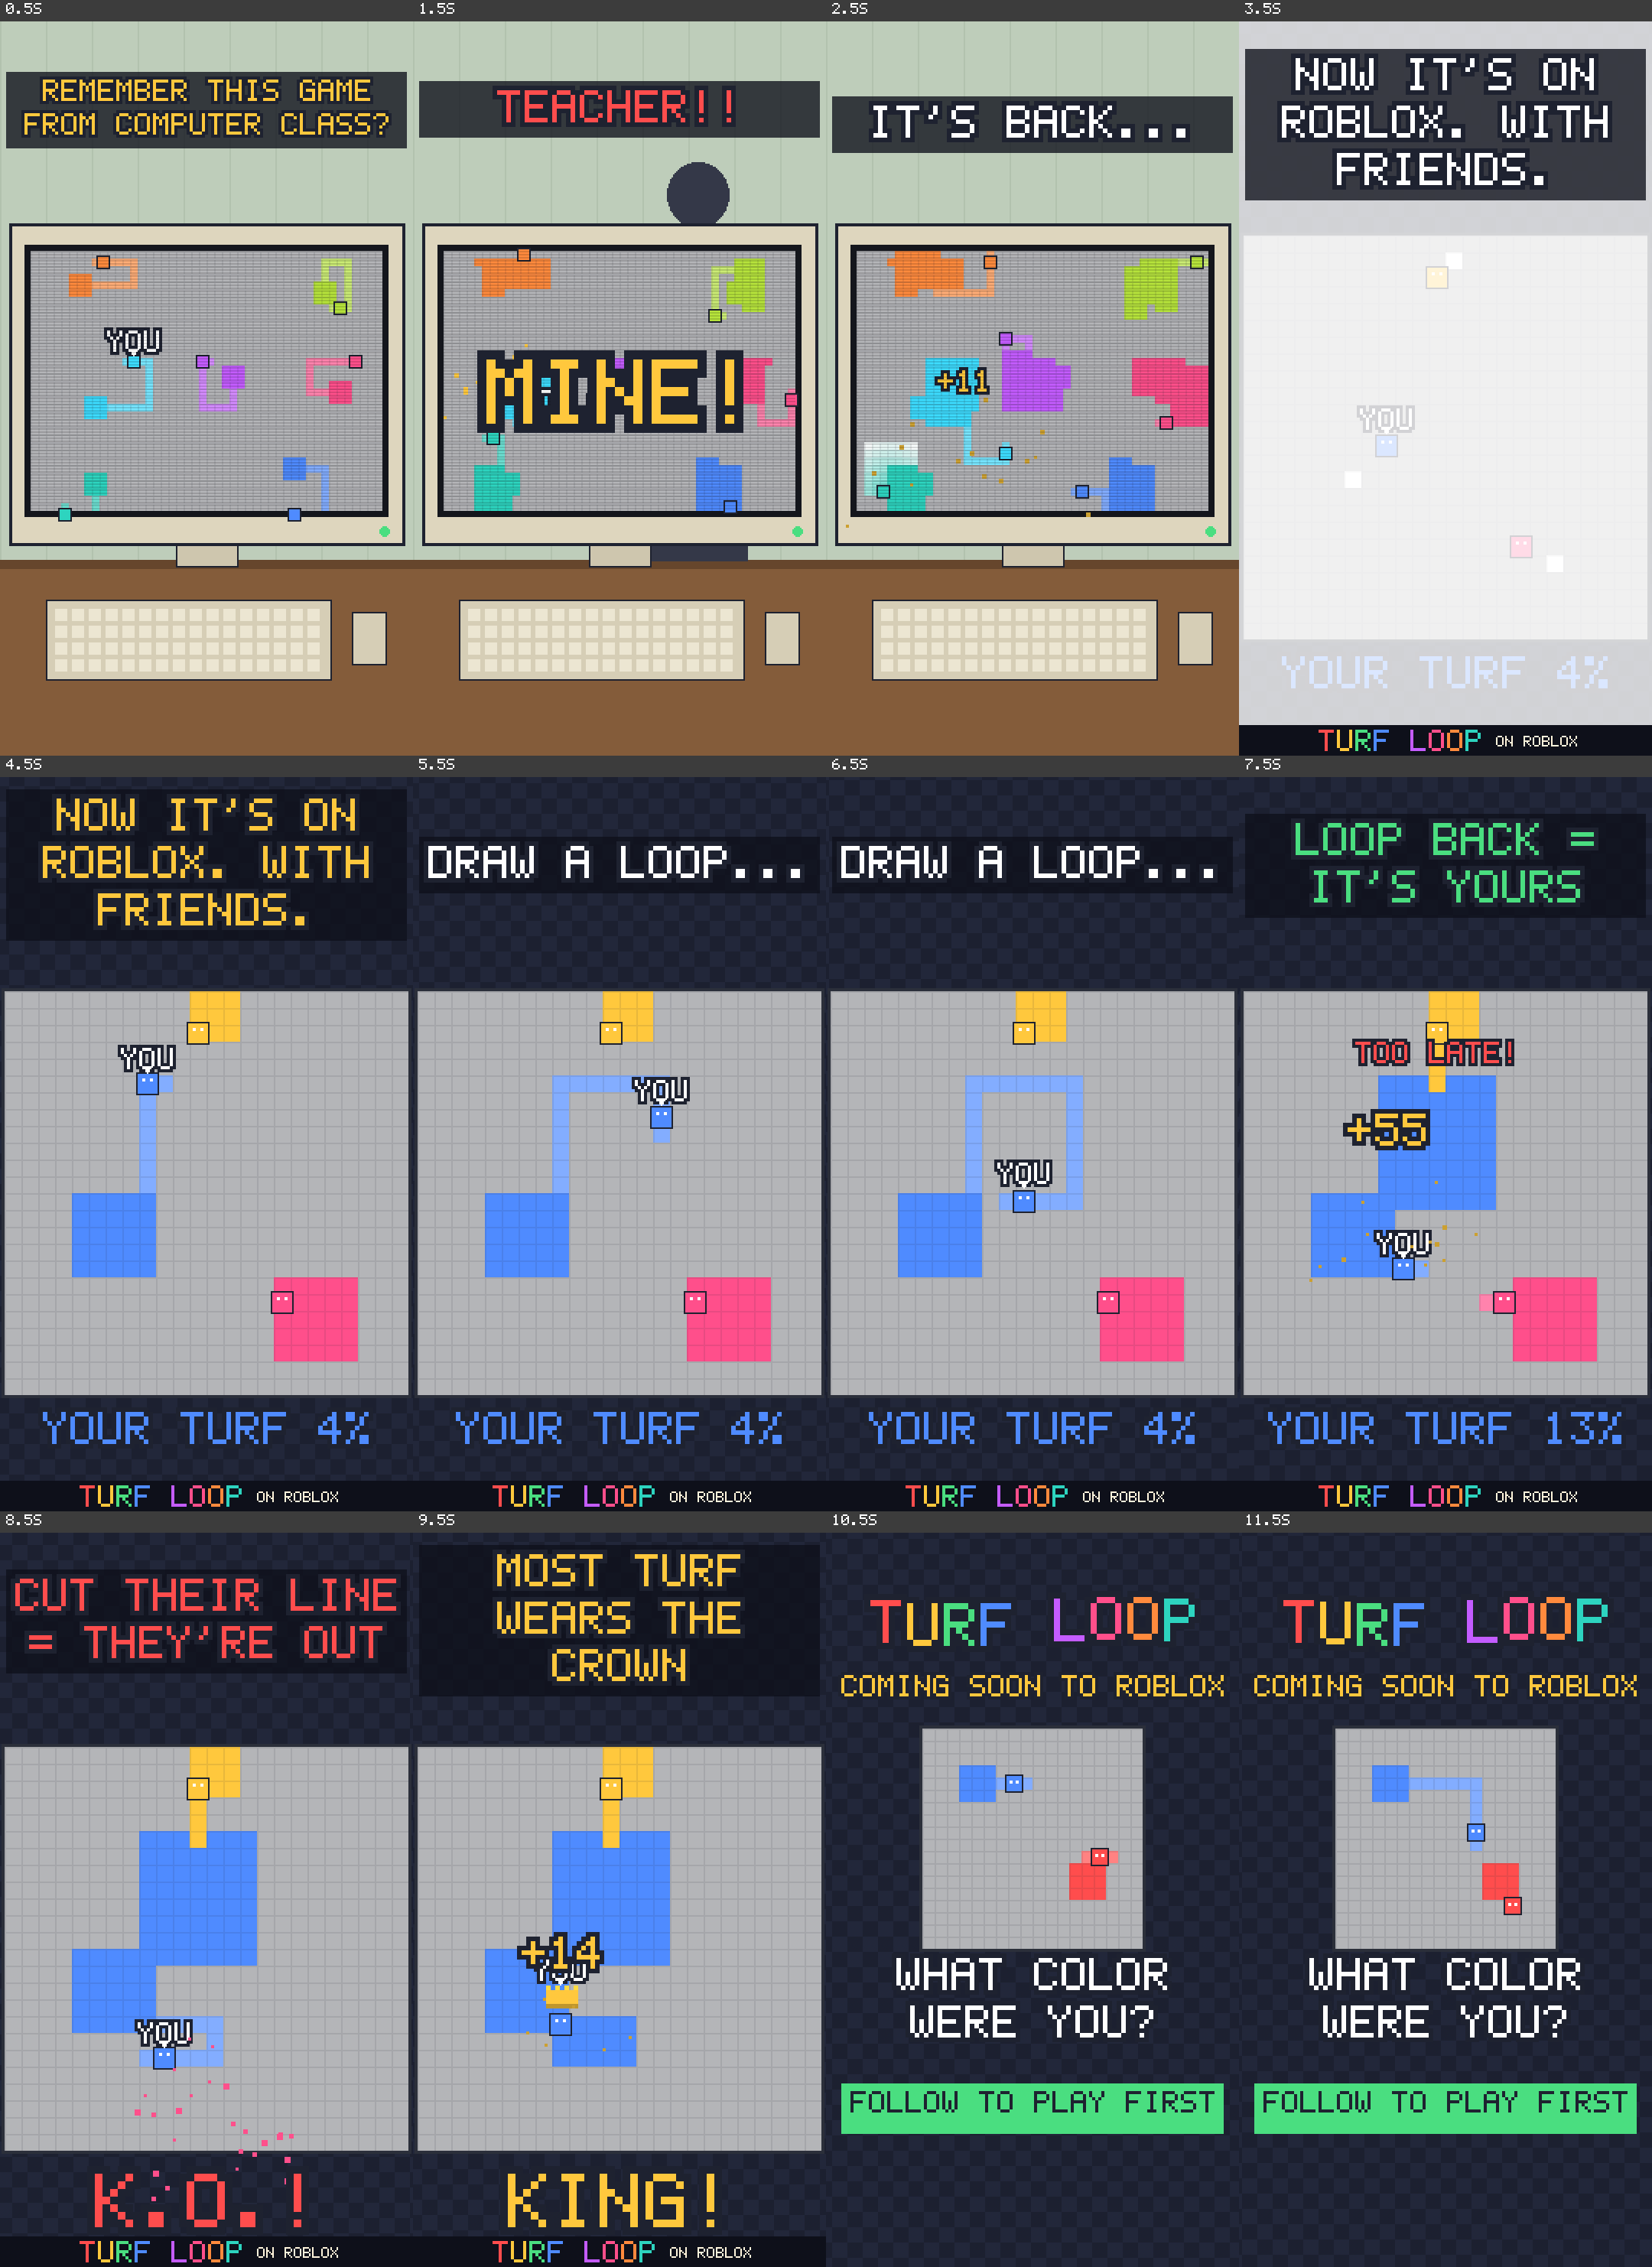 0.5S
REMEMBER THIS GAME
FROM COMPUTER CLASS?
YOU
1.5S
TEACHER!!
MINE!
2.5S
IT'S BACK...
+11
3.5S
NOW IT'S ON
ROBLOX. WITH
FRIENDS.
YOU
YOUR TURF 4%
TURF LOOP ON ROBLOX
4.5S
NOW IT'S ON
ROBLOX. WITH
FRIENDS.
YOU
YOUR TURF 4%
TURF LOOP ON ROBLOX
5.5S
DRAW A LOOP...
YOU
YOUR TURF 4%
TURF LOOP ON ROBLOX
6.5S
DRAW A LOOP...
YOU
YOUR TURF 4%
TURF LOOP ON ROBLOX
7.5S
LOOP BACK =
IT'S YOURS
TOO LATE!
+55
YOU
YOUR TURF 13%
TURF LOOP ON ROBLOX
8.5S
CUT THEIR LINE
= THEY'RE OUT
YOU
K.O.!
TURF LOOP ON ROBLOX
9.5S
MOST TURF
WEARS THE
CROWN
+14
YOU
KING!
TURF LOOP ON ROBLOX
10.5S
TURF LOOP
COMING SOON TO ROBLOX
WHAT COLOR
WERE YOU?
FOLLOW TO PLAY FIRST
11.5S
TURF LOOP
COMING SOON TO ROBLOX
WHAT COLOR
WERE YOU?
FOLLOW TO PLAY FIRST